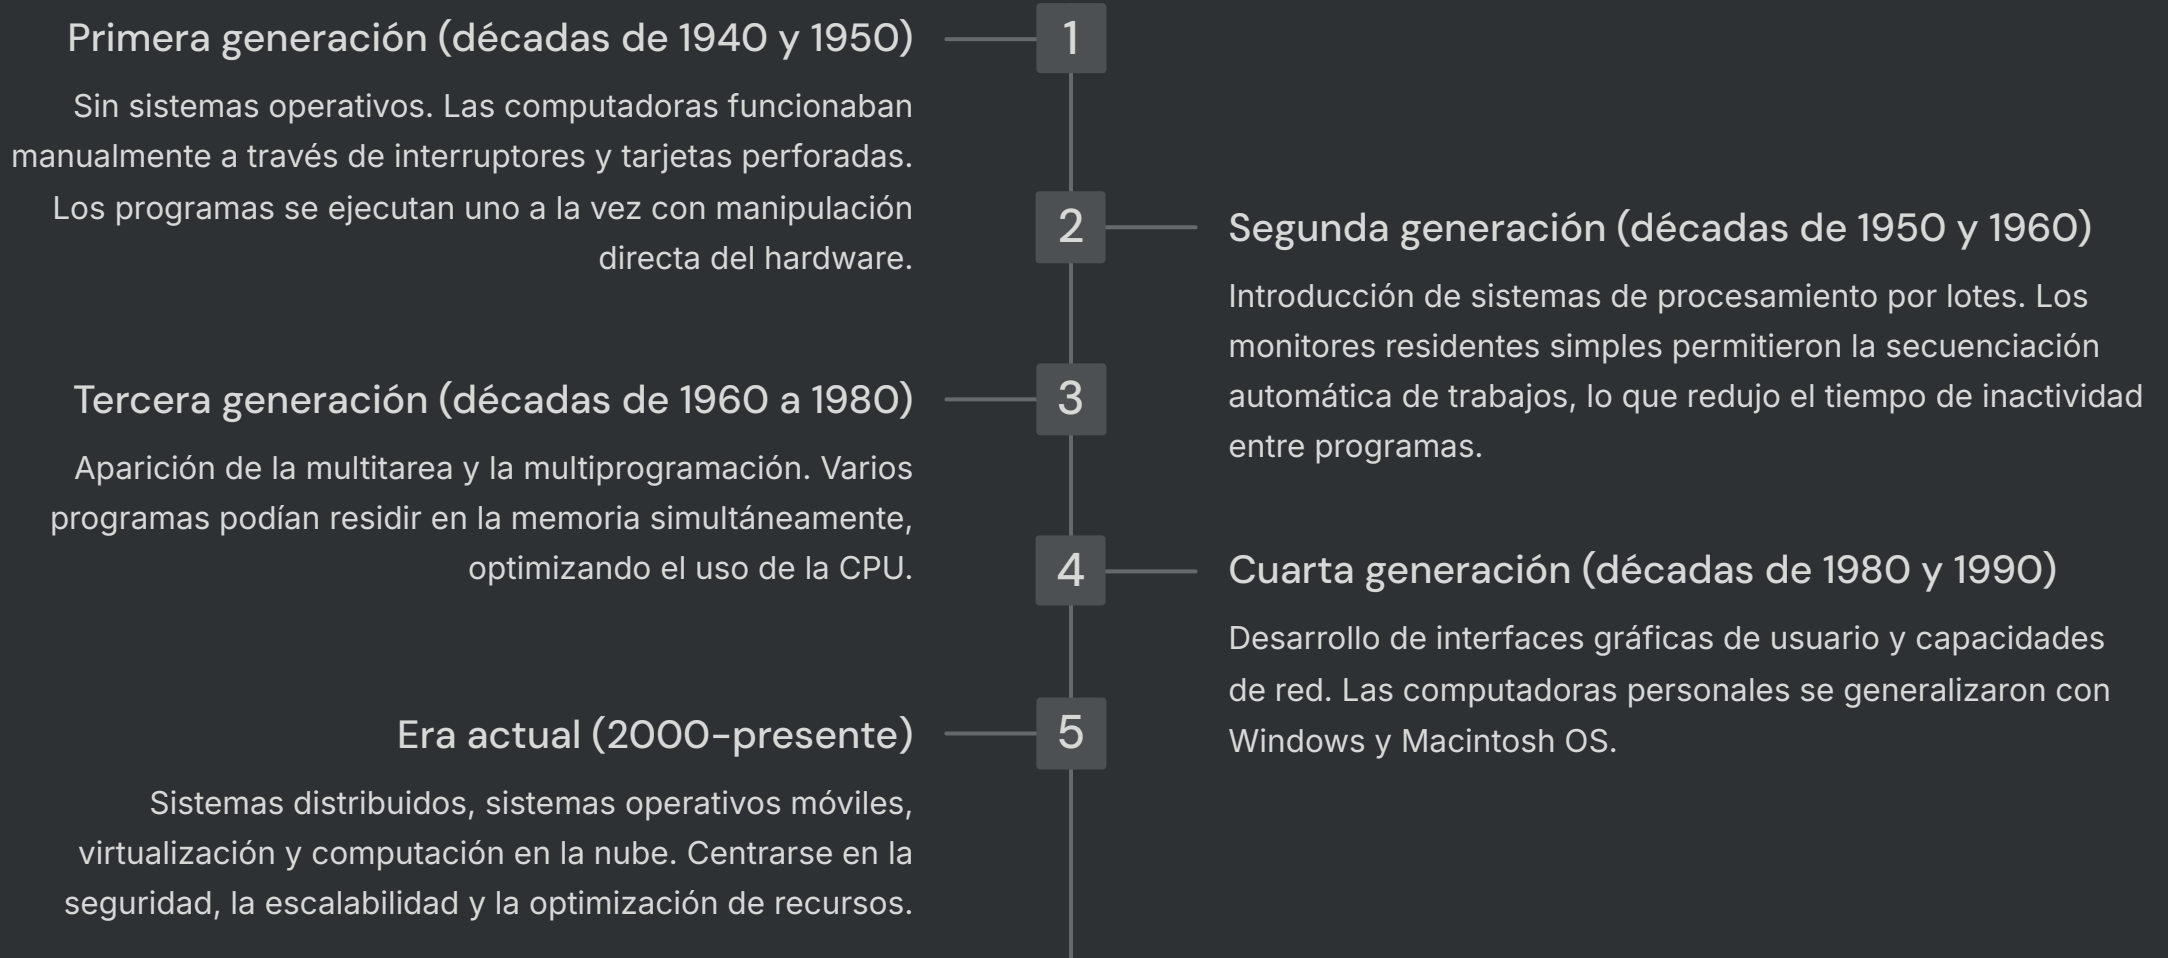 1
Primera generación (décadas de 1940 y 1950)
Sin sistemas operativos. Las computadoras funcionaban
manualmente a través de interruptores y tarjetas perforadas.
Los programas se ejecutan uno a la vez con manipulación
directa del hardware.
2
Segunda generación (décadas de 1950 y 1960)
Introducción de sistemas de procesamiento por lotes. Los
monitores residentes simples permitieron la secuenciación
automática de trabajos, lo que redujo el tiempo de inactividad
entre programas.
3
Tercera generación (décadas de 1960 a 1980)
Aparición de la multitarea y la multiprogramación. Varios
programas podían residir en la memoria simultáneamente,
optimizando el uso de la CPU.
4
Cuarta generación (décadas de 1980 y 1990)
Desarrollo de interfaces gráficas de usuario y capacidades
de red. Las computadoras personales se generalizaron con
Windows y Macintosh OS.
5
Era actual (2000-presente)
Sistemas distribuidos, sistemas operativos móviles,
virtualización y computación en la nube. Centrarse en la
seguridad, la escalabilidad y la optimización de recursos.